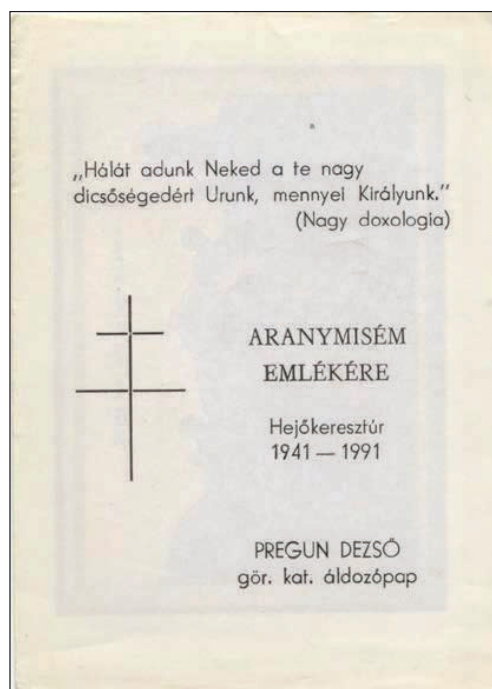 „Hálát adunk Neked a te nagy
dicsőségedért Urunk, mennyei Királyunk."
(Nagy doxologia)
ARANYMISÉM
EMLÉKÉRE
Hejőkeresztúr
1941 — 1991
PREGUN DEZSŐ
gör. kat. áldozópap